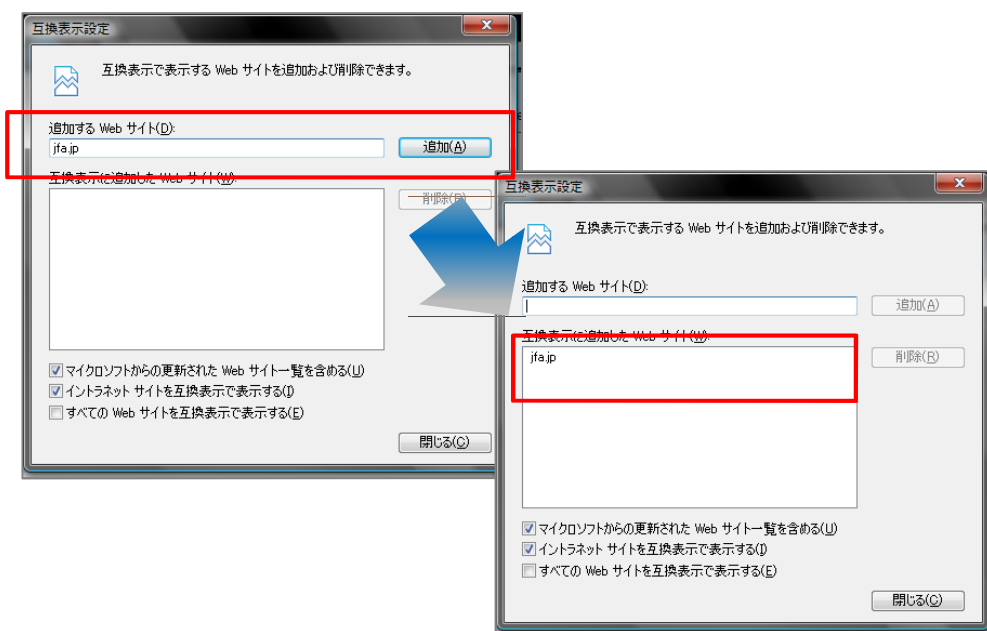 互換表示設定
互換表示で表示する Web サイトを追加および削除できます。
追加する Web サイト(D):
jfa.jp
追加(A)
互換表示に追加した Web サイト(W):
削除(R)
マイクロソフトからの更新された Web サイト一覧を含める(U)
イントラネット サイトを互換表示で表示する(I)
すべての Web サイトを互換表示で表示する(E)
閉じる(C)
互換表示設定
互換表示で表示する Web サイトを追加および削除できます。
追加する Web サイト(D):
追加(A)
互換表示に追加した Web サイト(W):
jfa.jp
削除(R)
マイクロソフトからの更新された Web サイト一覧を含める(U)
イントラネット サイトを互換表示で表示する(I)
すべての Web サイトを互換表示で表示する(E)
閉じる(C)